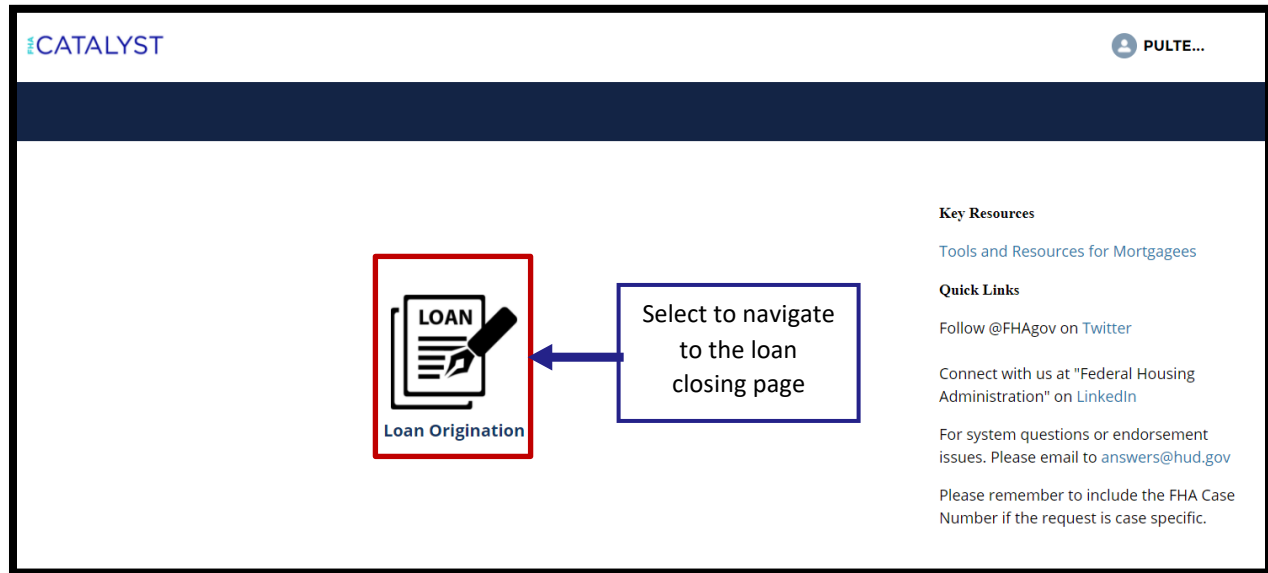 FHA CATALYST
PULTE...
Key Resources
Tools and Resources for Mortgagees
Quick Links
Follow @FHAgov on Twitter
Connect with us at "Federal Housing
Administration" on LinkedIn
For system questions or endorsement
issues. Please email to answers@hud.gov
Please remember to include the FHA Case
Number if the request is case specific.
LOAN
Loan Origination
Select to navigate
to the loan
closing page